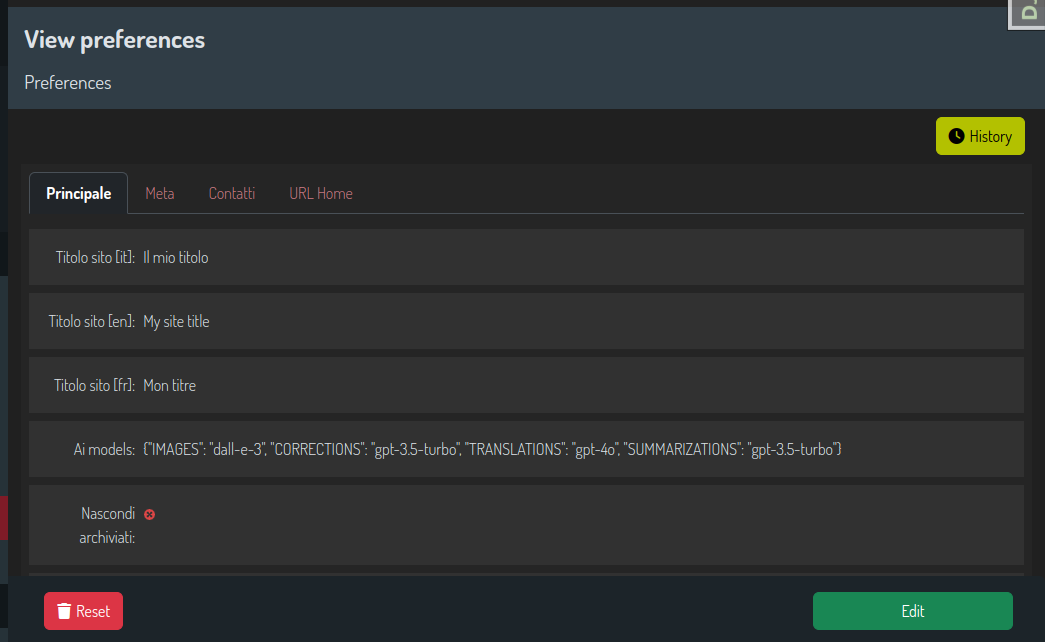 View preferences
Preferences
History
Principale Meta Contatti URL Home
Titolo sito [it]: Il mio titolo
Titolo sito [en]: My site title
Titolo sito [fr]: Mon titre
Ai models: {"IMAGES": "dall-e-3", "CORRECTIONS": "gpt-3.5-turbo", "TRANSLATIONS": "gpt-4o", "SUMMARIZATIONS": "gpt-3.5-turbo"}
Nascondi
archiviati:
Reset Edit